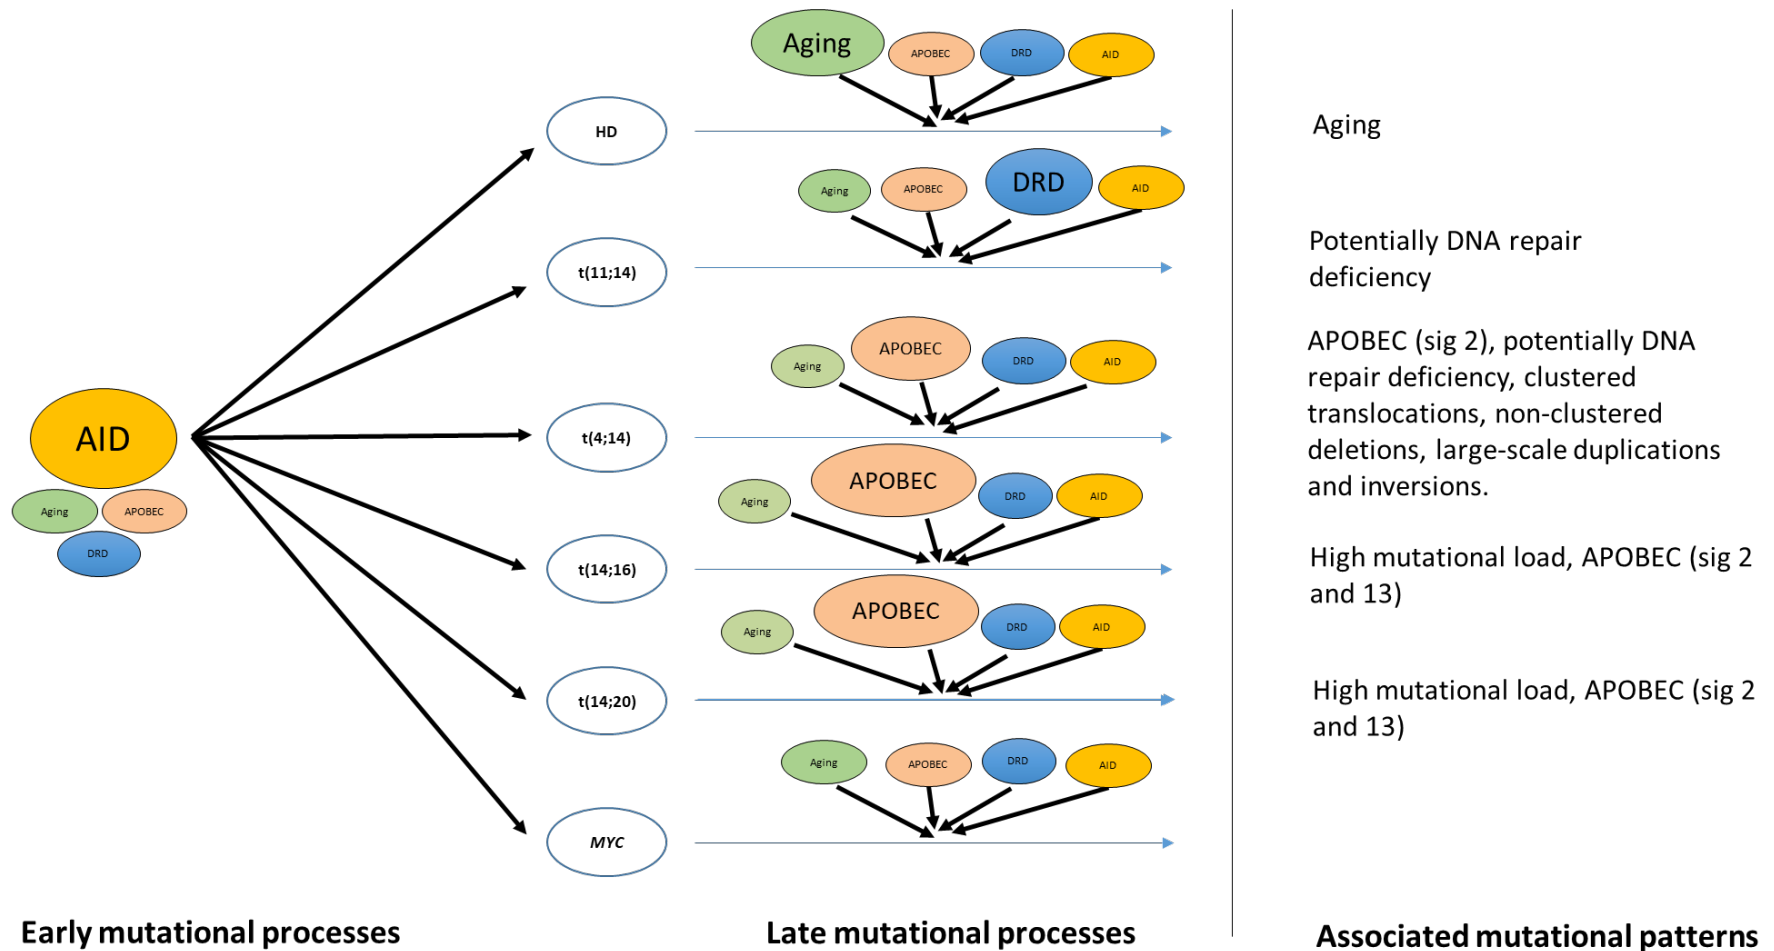 Aging
APOBEC
DRD
AID
HD
Aging
Aging
APOBEC
DRD
AID
t(11;14)
Potentially DNA repair
deficiency
Aging
APOBEC
DRD
AID
APOBEC (sig 2), potentially DNA
repair deficiency, clustered
translocations, non-clustered
deletions, large-scale duplications
and inversions.
AID
Aging
APOBEC
DRD
t(4;14)
Aging
APOBEC
DRD
AID
t(14;16)
High mutational load, APOBEC (sig 2
and 13)
Aging
APOBEC
DRD
AID
t(14;20)
High mutational load, APOBEC (sig 2
and 13)
Aging
APOBEC
DRD
AID
MYC
Early mutational processes
Late mutational processes
Associated mutational patterns